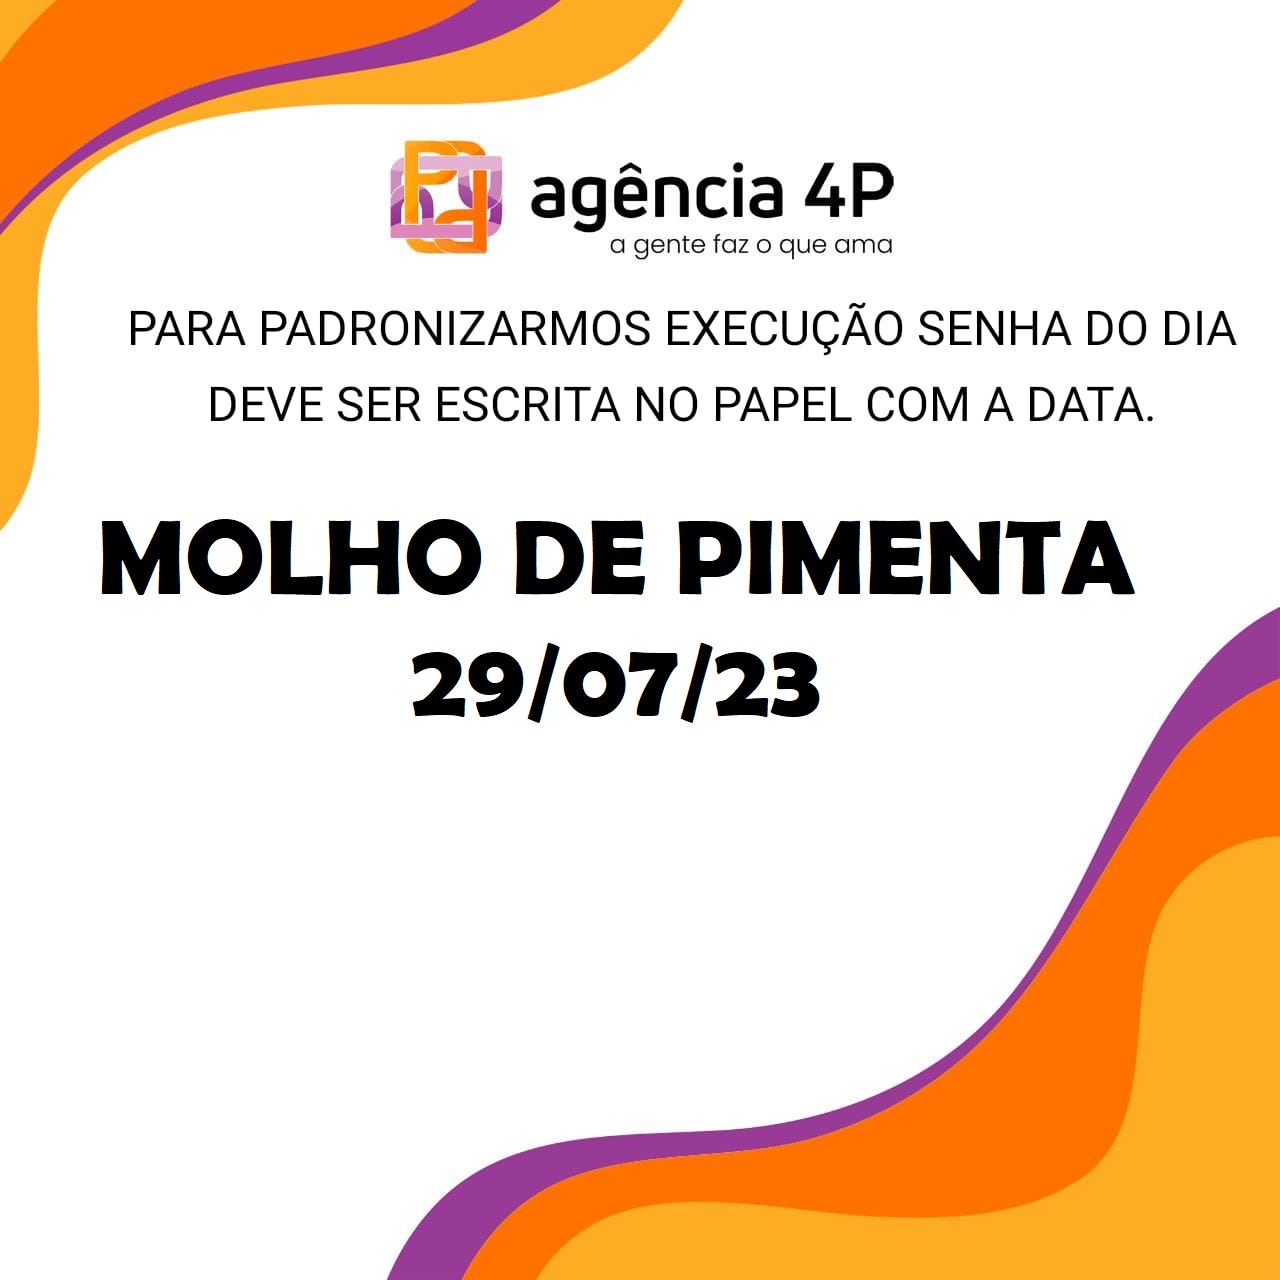 agência 4P
a gente faz o que ama
PARA PADRONIZARMOS EXECUÇÃO SENHA DO DIA
DEVE SER ESCRITA NO PAPEL COM A DATA.
MOLHO DE PIMENTA
29/07/23